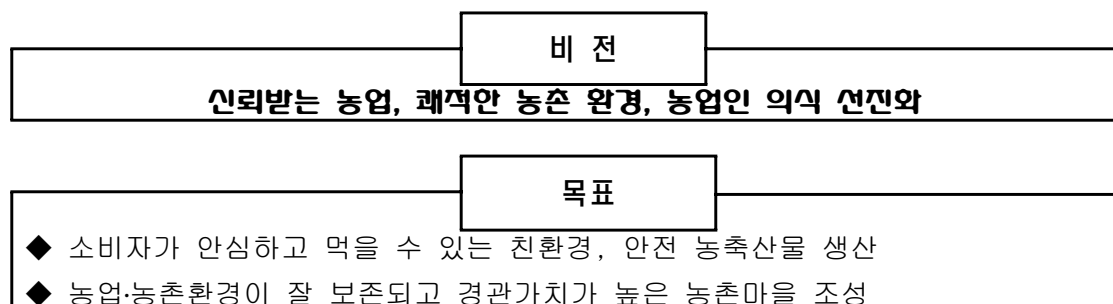 비 전
신뢰받는 농업, 쾌적한 농촌 환경, 농업인 의식 선진화
목표
◆ 소비자가 안심하고 먹을 수 있는 친환경, 안전 농축산물 생산
◆ 농업·농촌환경이 잘 보존되고 경관가치가 높은 농촌마을 조성